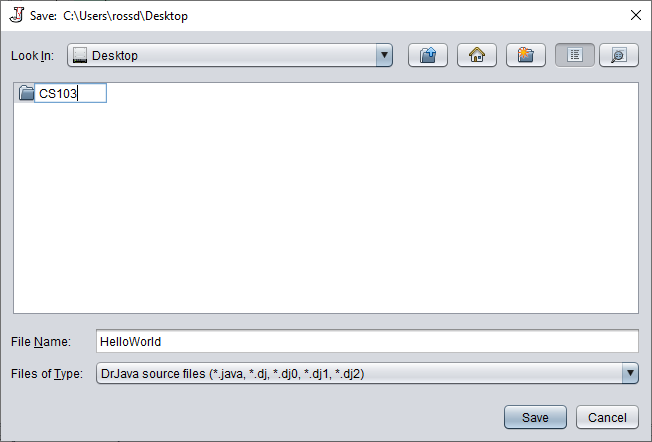 Save: C:\Users\rossd\Desktop
Look In: Desktop
CS103
File Name: HelloWorld
Files of Type: DrJava source files (*.java, *.dj, *.dj0, *.dj1, *.dj2)
Save Cancel